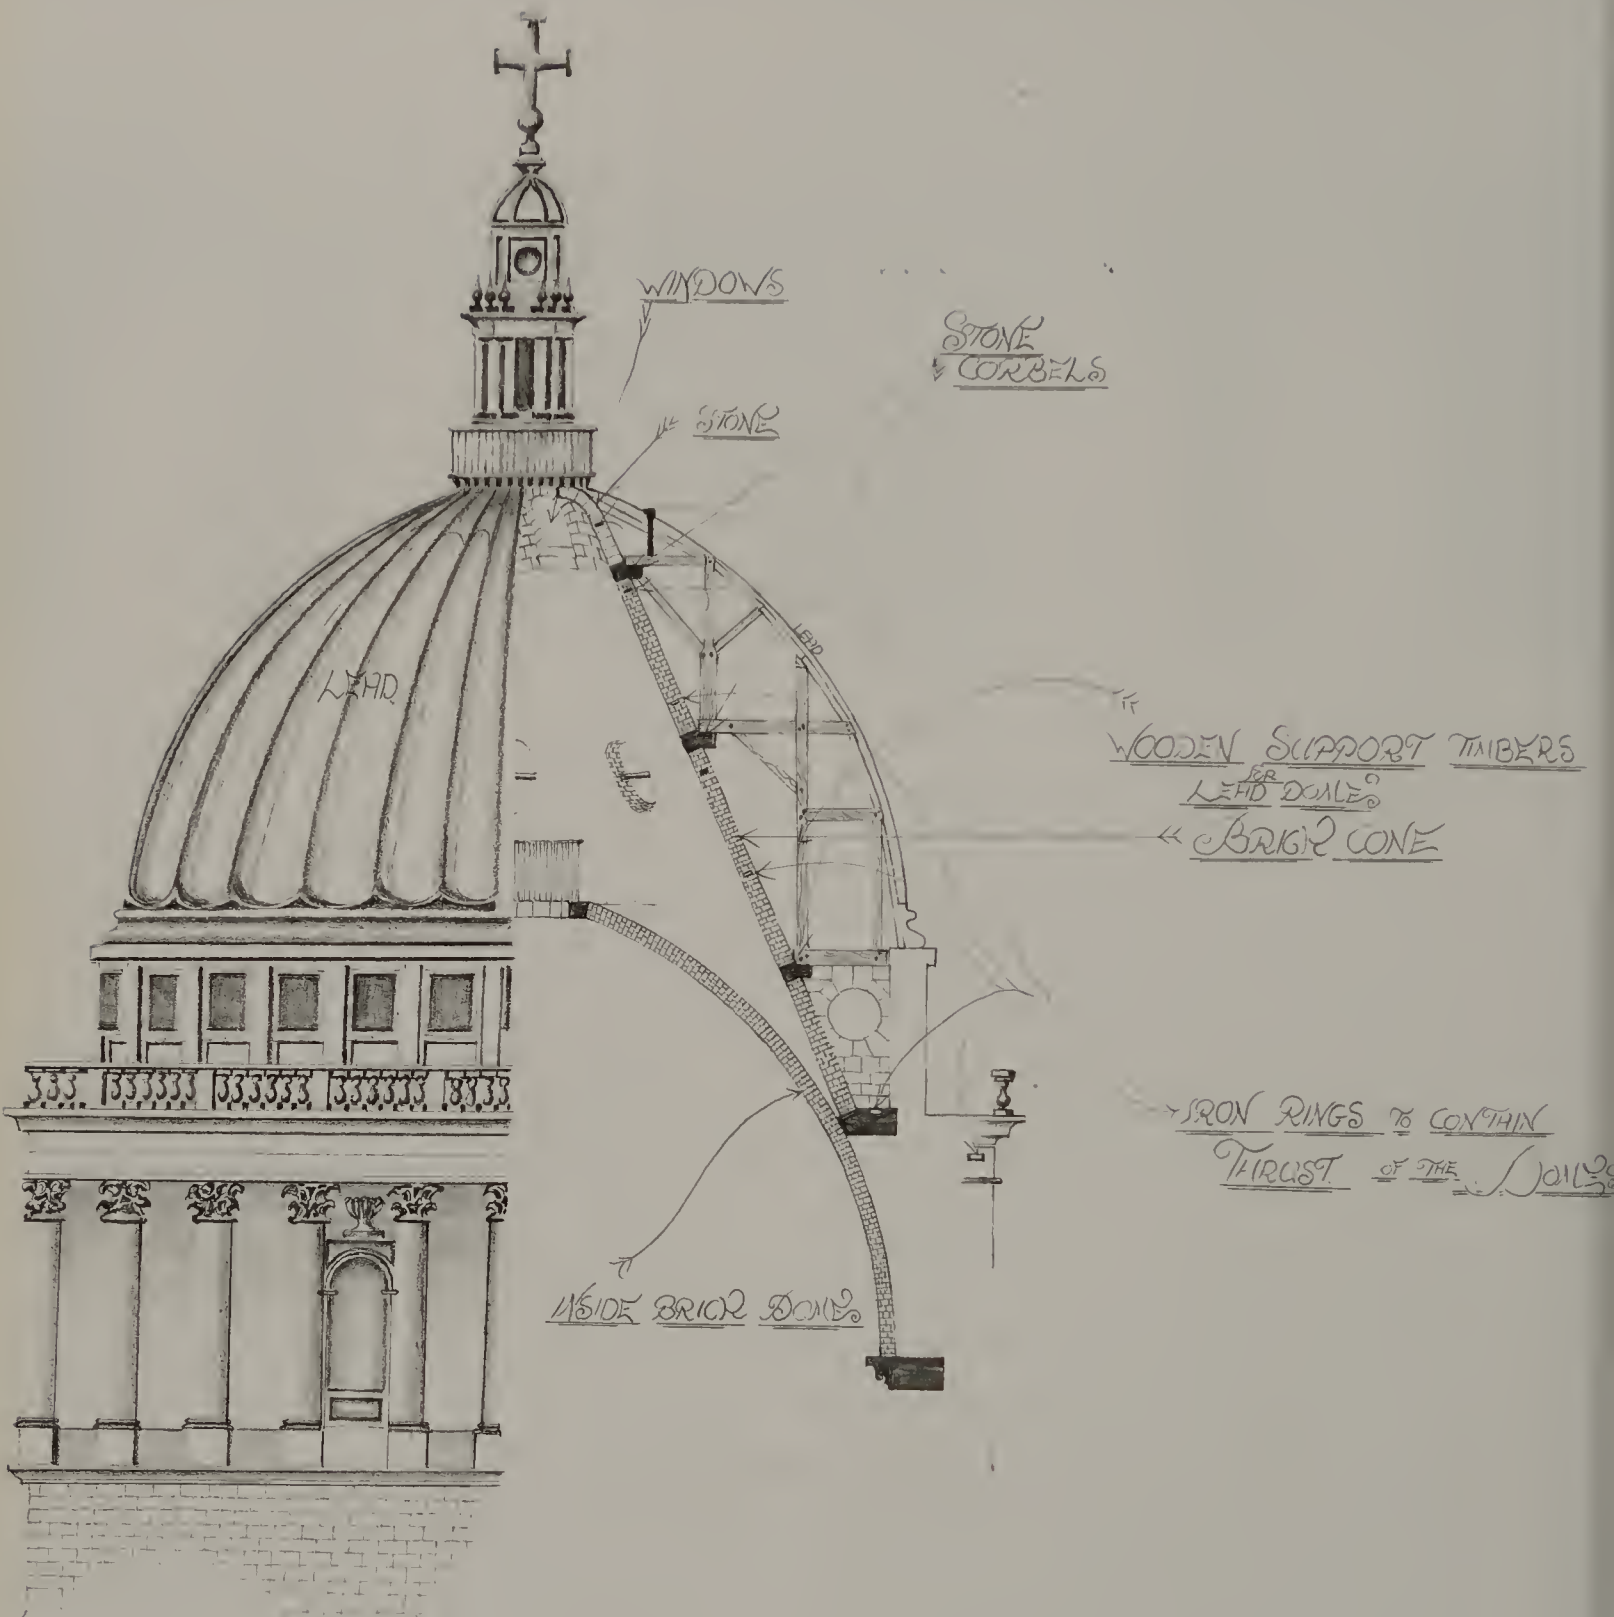 WINDOWS
STONE
CORBELS
STONE
LEAD
LEAD
WOODEN SUPPORT TIMBERS
FOR
LEAD DOME
BRICK CONE
IRON RINGS TO CONTAIN
THRUST OF THE DOME
INSIDE BRICK DOME